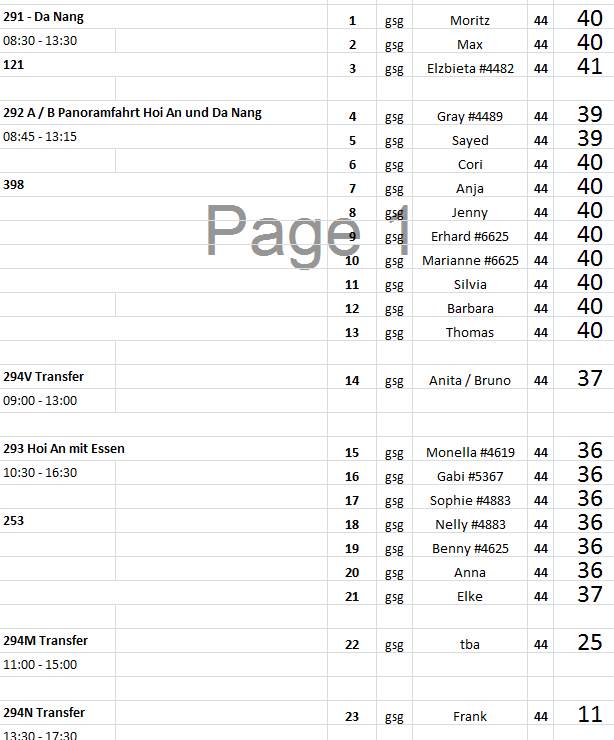 291 - Da Nang 1 gsg Moritz 44 40
08:30 - 13:30 2 gsg Max 44 40
121 3 gsg Elzbieta #4482 44 41
292 A / B Panoramfahrt Hoi An und Da Nang 4 gsg Gray #4489 44 39
08:45 - 13:15 5 gsg Sayed 44 39
6 gsg Cori 44 40
398 7 gsg Anja 44 40
8 gsg Jenny 44 40
Page 1
9 gsg Erhard #6625 44 40
10 gsg Marianne #6625 44 40
11 gsg Silvia 44 40
12 gsg Barbara 44 40
13 gsg Thomas 44 40
294V Transfer 14 gsg Anita / Bruno 44 37
09:00 - 13:00
293 Hoi An mit Essen 15 gsg Monella #4619 44 36
10:30 - 16:30 16 gsg Gabi #5367 44 36
17 gsg Sophie #4883 44 36
253 18 gsg Nelly #4883 44 36
19 gsg Benny #4625 44 36
20 gsg Anna 44 36
21 gsg Elke 44 37
294M Transfer 22 gsg tba 44 25
11:00 - 15:00
294N Transfer 23 gsg Frank 44 11
13:30 - 17:30